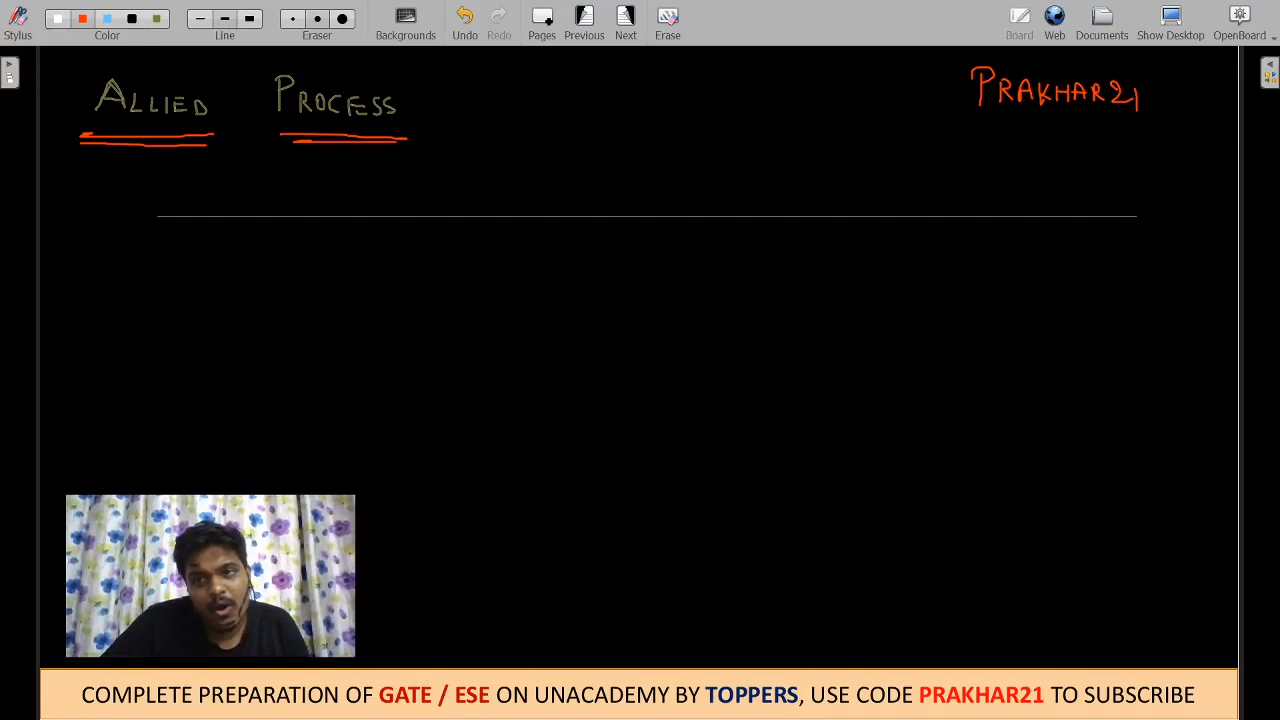 Stylus Color Line Eraser Backgrounds Undo Redo Pages Previous Next Erase Board Web Documents Show Desktop OpenBoard
ALLIED PROCESS
PRAKHAR21
COMPLETE PREPARATION OF GATE / ESE ON UNACADEMY BY TOPPERS, USE CODE PRAKHAR21 TO SUBSCRIBE